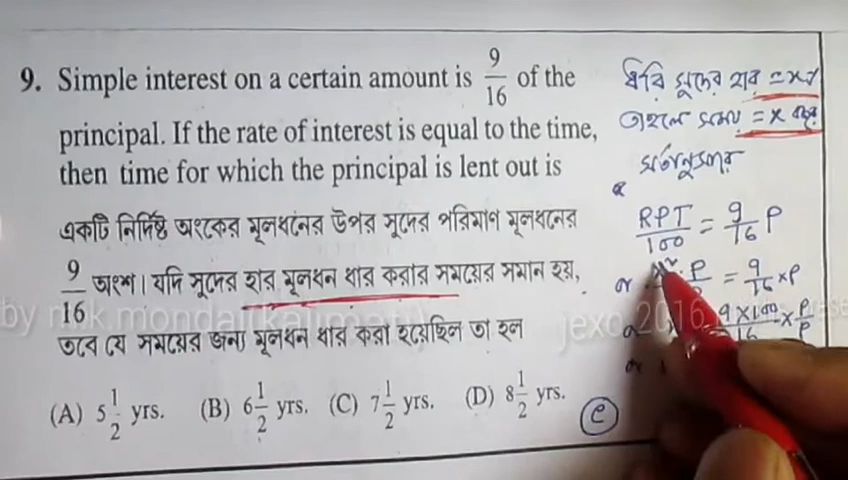 9. Simple interest on a certain amount is 9/16 of the
principal. If the rate of interest is equal to the time,
then time for which the principal is lent out is
একটি নির্দিষ্ট অংকের মূলধনের উপর সুদের পরিমাণ মূলধনের
9/16 অংশ। যদি সুদের হার মূলধন ধার করার সময়ের সমান হয়,
তবে যে সময়ের জন্য মূলধন ধার করা হয়েছিল তা হল
(A) 5 1/2 yrs. (B) 6 1/2 yrs. (C) 7 1/2 yrs. (D) 8 1/2 yrs.
ধরি সুদের হার = x%
তাহলে সময় = x বছর
শর্তানুসারে
RPT/100 = 9/16 P
or = 9/16 × P
9×100/16 × P/P
or
c